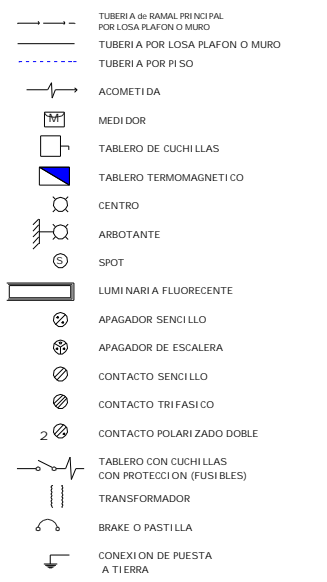 TUBERIA de RAMAL PRINCIPAL
POR LOSA PLAFON O MURO
TUBERIA POR LOSA PLAFON O MURO
TUBERIA POR PISO
ACOMETIDA
M
MEDIDOR
TABLERO DE CUCHILLAS
TABLERO TERMOMAGNETICO
CENTRO
ARBOTANTE
S
SPOT
LUMINARIA FLUORECENTE
APAGADOR SENCILLO
APAGADOR DE ESCALERA
CONTACTO SENCILLO
CONTACTO TRIFASICO
2
CONTACTO POLARIZADO DOBLE
TABLERO CON CUCHILLAS
CON PROTECCION (FUSIBLES)
TRANSFORMADOR
BRAKE O PASTILLA
CONEXION DE PUESTA
A TIERRA